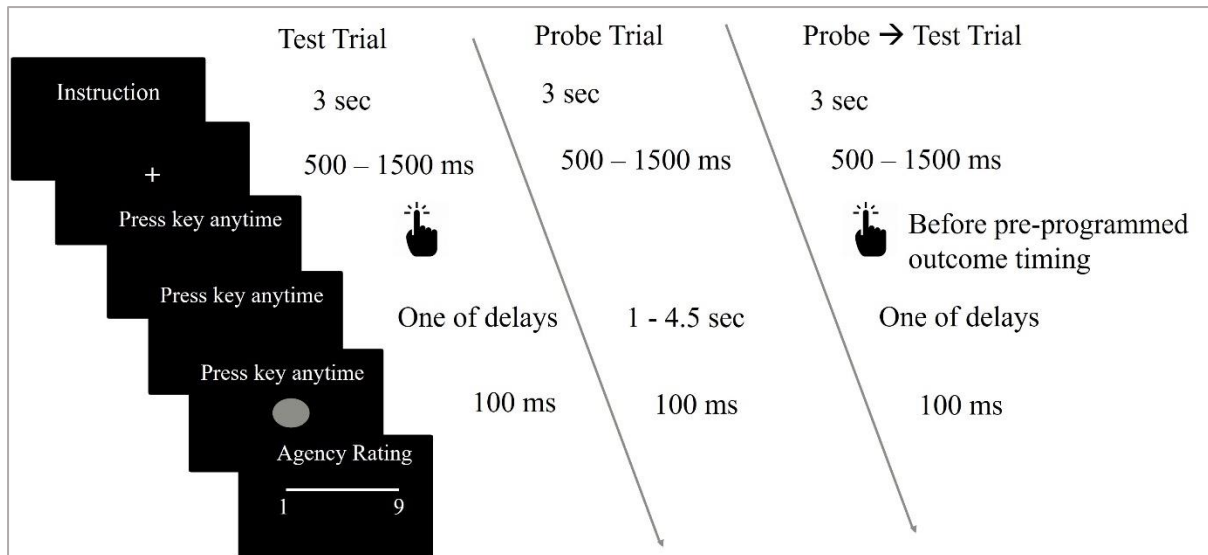 Test Trial
Probe Trial
Probe → Test Trial
Instruction
3 sec
3 sec
3 sec
+
500 – 1500 ms
500 – 1500 ms
500 – 1500 ms
Press key anytime
Before pre-programmed
outcome timing
Press key anytime
One of delays
1 - 4.5 sec
One of delays
Press key anytime
100 ms
100 ms
100 ms
Agency Rating
1
9